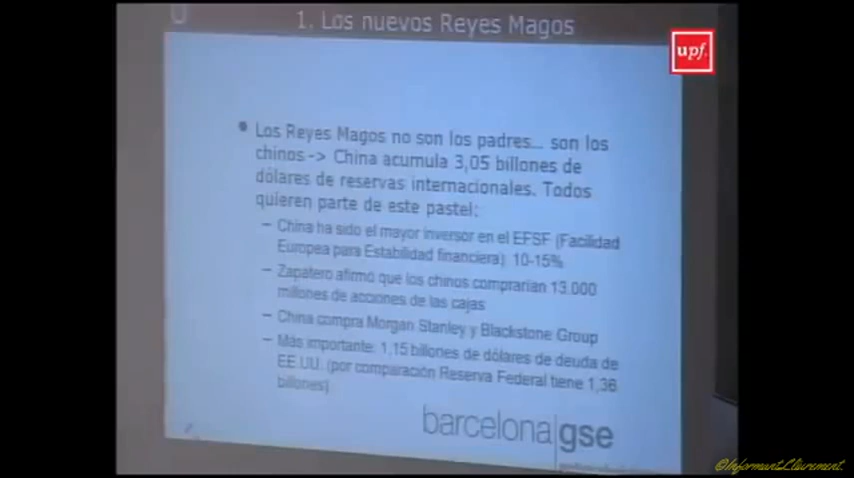 1. Los nuevos Reyes Magos
upf.
• Los Reyes Magos no son los padres... son los
chinos -> China acumula 3,05 billones de
dólares de reservas internacionales. Todos
quieren parte de este pastel:
– China ha sido el mayor inversor en el EFSF (Facilidad
Europea para Estabilidad financiera) 10-15%
– Zapatero afirmó que los chinos comprarían 13.000
millones de acciones de las cajas
– China compra Morgan Stanley y Blackstone Group
– Más importante: 1,15 billones de dólares de deuda de
EE.UU. (por comparación Reserva Federal tiene 1,36
billones)
barcelona gse
@InformantLliurement.